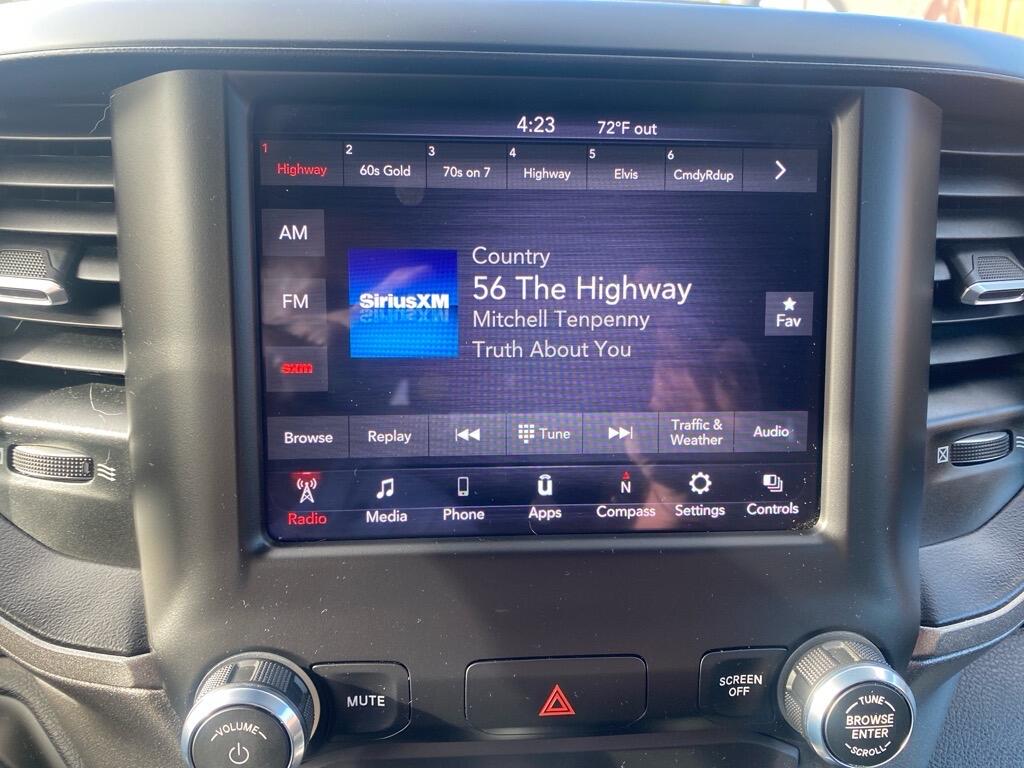 4:23 72°F out
1 2 3 4 5 6
Highway 60s Gold 70s on 7 Highway Elvis CmdyRdup
AM
FM
sxm
SiriusXM
Country
56 The Highway
Mitchell Tenpenny
Truth About You
Fav
Browse Replay Tune Traffic &
Weather Audio
N
Radio Media Phone Apps Compass Settings Controls
VOLUME
MUTE
SCREEN
OFF
TUNE
BROWSE
ENTER
SCROLL